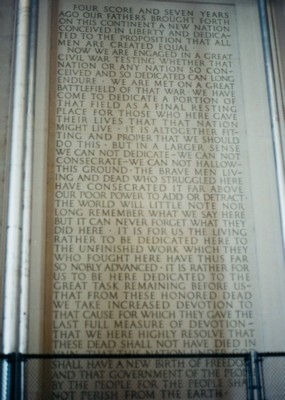 FOUR SCORE AND SEVEN YEARS
AGO OUR FATHERS BROUGHT FORTH
ON THIS CONTINENT A NEW NATION
CONCEIVED IN LIBERTY AND DEDICA-
TED TO THE PROPOSITION THAT ALL
MEN ARE CREATED EQUAL ·
NOW WE ARE ENGAGED IN A GREAT
CIVIL WAR TESTING WHETHER THAT
NATION OR ANY NATION SO CON-
CEIVED AND SO DEDICATED CAN LONG
ENDURE · WE ARE MET ON A GREAT
BATTLEFIELD OF THAT WAR · WE HAVE
COME TO DEDICATE A PORTION OF
THAT FIELD AS A FINAL RESTING
PLACE FOR THOSE WHO HERE GAVE
THEIR LIVES THAT THAT NATION
MIGHT LIVE · IT IS ALTOGETHER FIT-
TING AND PROPER THAT WE SHOULD
DO THIS · BUT IN A LARGER SENSE
WE CAN NOT DEDICATE~WE CAN NOT
CONSECRATE~WE CAN NOT HALLOW~
THIS GROUND · THE BRAVE MEN LIV-
ING AND DEAD WHO STRUGGLED HERE
HAVE CONSECRATED IT FAR ABOVE
OUR POOR POWER TO ADD OR DETRACT·
THE WORLD WILL LITTLE NOTE NOR
LONG REMEMBER WHAT WE SAY HERE
BUT IT CAN NEVER FORGET WHAT THEY
DID HERE · IT IS FOR US THE LIVING
RATHER TO BE DEDICATED HERE TO
THE UNFINISHED WORK WHICH THEY
WHO FOUGHT HERE HAVE THUS FAR
SO NOBLY ADVANCED · IT IS RATHER FOR
US TO BE HERE DEDICATED TO THE
GREAT TASK REMAINING BEFORE US~
THAT FROM THESE HONORED DEAD
WE TAKE INCREASED DEVOTION TO
THAT CAUSE FOR WHICH THEY GAVE THE
LAST FULL MEASURE OF DEVOTION~
THAT WE HERE HIGHLY RESOLVE THAT
THESE DEAD SHALL NOT HAVE DIED IN
VAIN THAT THIS NATION
SHALL HAVE A NEW BIRTH OF FREEDOM
AND THAT GOVERNMENT OF THE
BY THE PEOPLE FOR THE PEOPLE
NOT PERISH FROM THE EARTH ·